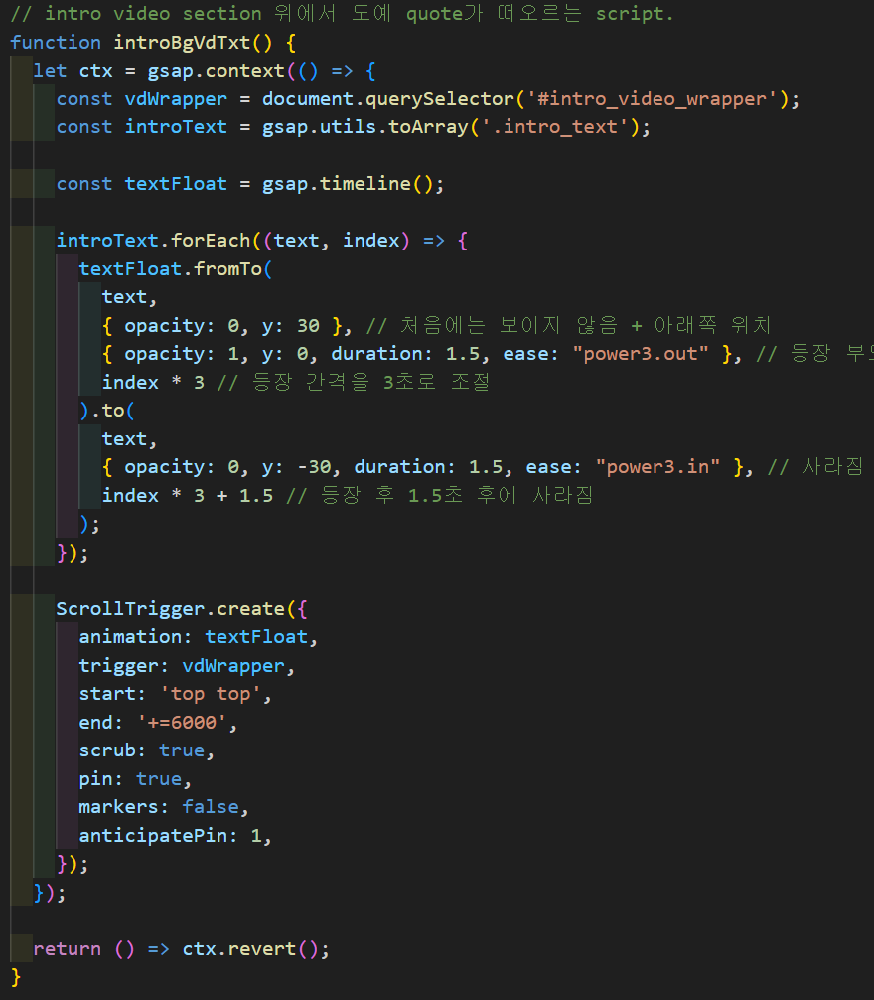 // intro video section 위에서 도예 quote가 떠오르는 script.
function introBgVdTxt() {
  let ctx = gsap.context(() => {
    const vdWrapper = document.querySelector('#intro_video_wrapper');
    const introText = gsap.utils.toArray('.intro_text');

    const textFloat = gsap.timeline();

    introText.forEach((text, index) => {
      textFloat.fromTo(
        text,
        { opacity: 0, y: 30 }, // 처음에는 보이지 않음 + 아래쪽 위치
        { opacity: 1, y: 0, duration: 1.5, ease: "power3.out" }, // 등장
        index * 3 // 등장 간격을 3초로 조절
      ).to(
        text,
        { opacity: 0, y: -30, duration: 1.5, ease: "power3.in" }, // 사라짐
        index * 3 + 1.5 // 등장 후 1.5초 후에 사라짐
      );
    });

    ScrollTrigger.create({
      animation: textFloat,
      trigger: vdWrapper,
      start: 'top top',
      end: '+=6000',
      scrub: true,
      pin: true,
      markers: false,
      anticipatePin: 1,
    });
  });

  return () => ctx.revert();
}